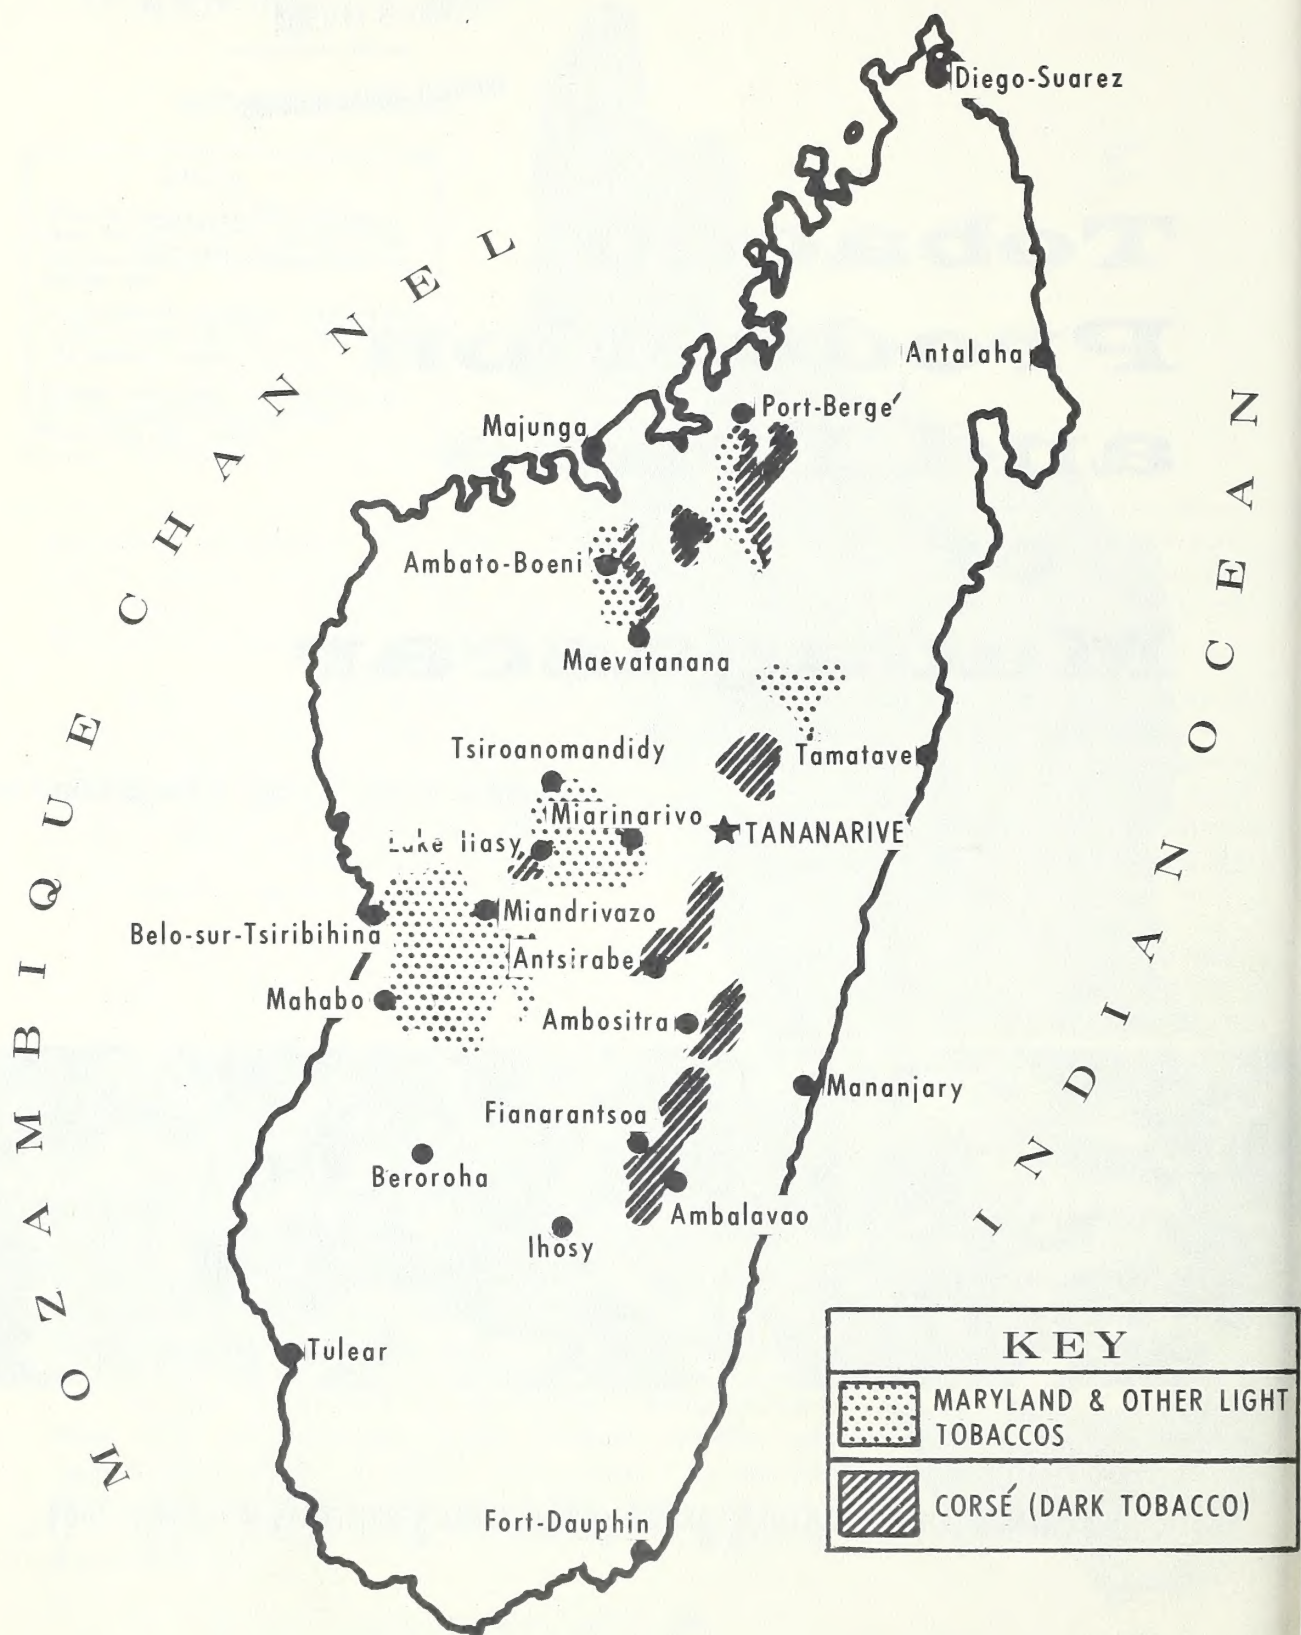 Diego-Suarez
MOZAMBIQUE CHANNEL
Antalaha
Port-Bergé
Majunga
INDIAN OCEAN
Ambato-Boeni
Maevatanana
Tsiroanomandidy
Tamatave
Miarinarivo
TANANARIVE
Lake
Miandrivazo
Belo-sur-Tsiribihina
Antsirabe
Mahabo
Ambositra
Mananjary
Fianarantsoa
Beroroha
Ambalavao
Ihosy
Tulear
Fort-Dauphin
KEY
MARYLAND & OTHER LIGHT
TOBACCOS
CORSÉ (DARK TOBACCO)